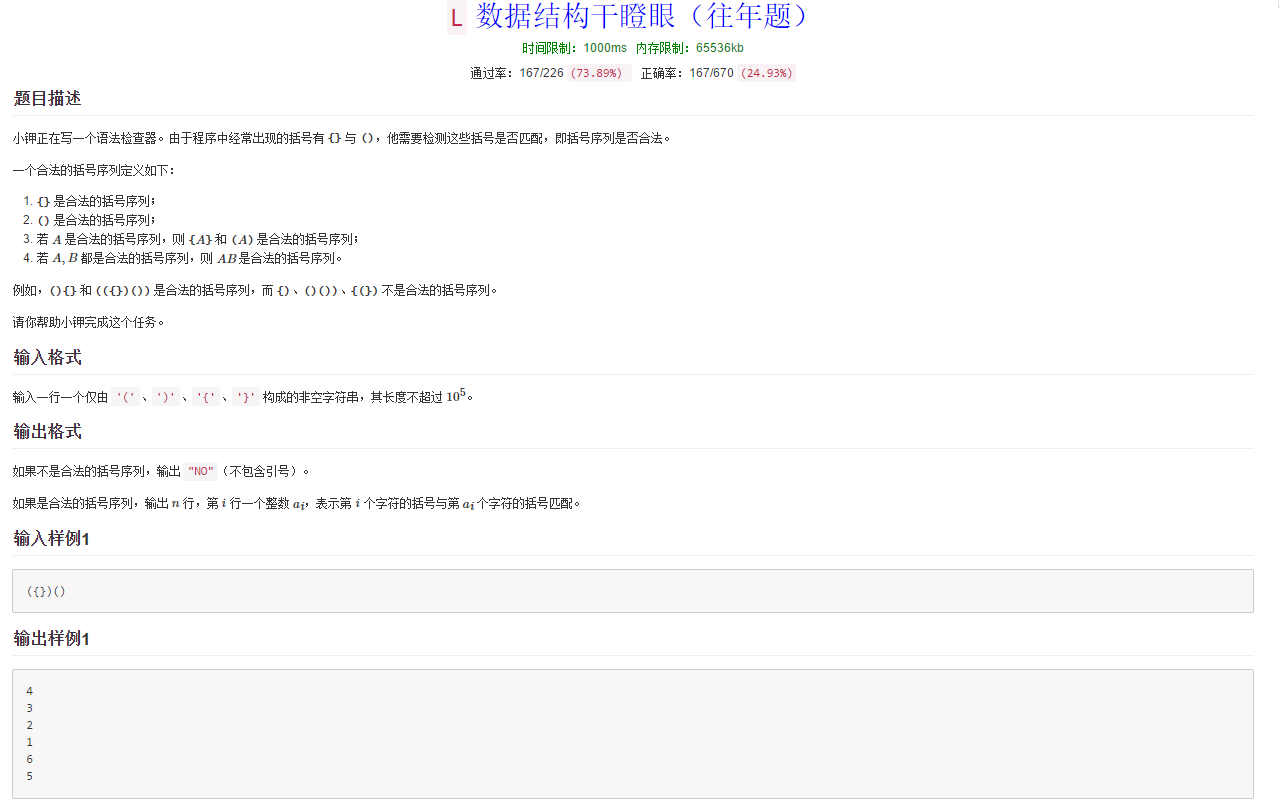 L 数据结构干瞪眼（往年题）
时间限制：1000ms 内存限制：65536kb
通过率：167/226 (73.89%) 正确率：167/670 (24.93%)
题目描述
小钾正在写一个语法检查器。由于程序中经常出现的括号有 {} 与 ()，他需要检测这些括号是否匹配，即括号序列是否合法。
一个合法的括号序列定义如下：
1. {} 是合法的括号序列；
2. () 是合法的括号序列；
3. 若 A 是合法的括号序列，则 {A} 和 (A) 是合法的括号序列；
4. 若 A, B 都是合法的括号序列，则 AB 是合法的括号序列。
例如，(){} 和 (({})()) 是合法的括号序列，而 {)、()())、{(}) 不是合法的括号序列。
请你帮助小钾完成这个任务。
输入格式
输入一行一个仅由 '('、')'、'{'、'}' 构成的非空字符串，其长度不超过 10⁵。
输出格式
如果不是合法的括号序列，输出 "NO"（不包含引号）。
如果是合法的括号序列，输出 n 行，第 i 行一个整数 aᵢ，表示第 i 个字符的括号与第 aᵢ 个字符的括号匹配。
输入样例1
({})()
输出样例1
4
3
2
1
6
5